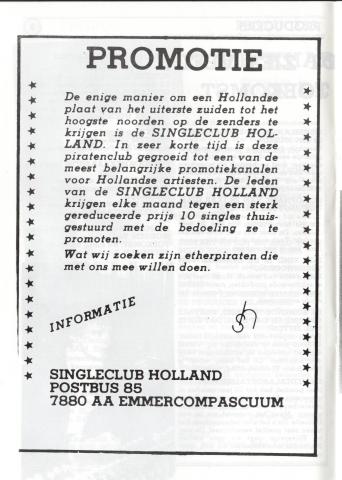 PROMOTIE
De enige manier om een Hollandse
plaat van het uiterste zuiden tot het
hoogste noorden op de zenders te
krijgen is de SINGLECLUB HOL-
LAND. In zeer korte tijd is deze
piratenclub gegroeid tot een van de
meest belangrijke promotiekanalen
voor Hollandse artiesten. De leden
van de SINGLECLUB HOLLAND
krijgen elke maand tegen een sterk
gereduceerde prijs 10 singles thuis-
gestuurd met de bedoeling ze te
promoten.
Wat wij zoeken zijn etherpiraten die
met ons mee willen doen.
INFORMATIE
SINGLECLUB HOLLAND
POSTBUS 85
7880 AA EMMERCOMPASCUUM